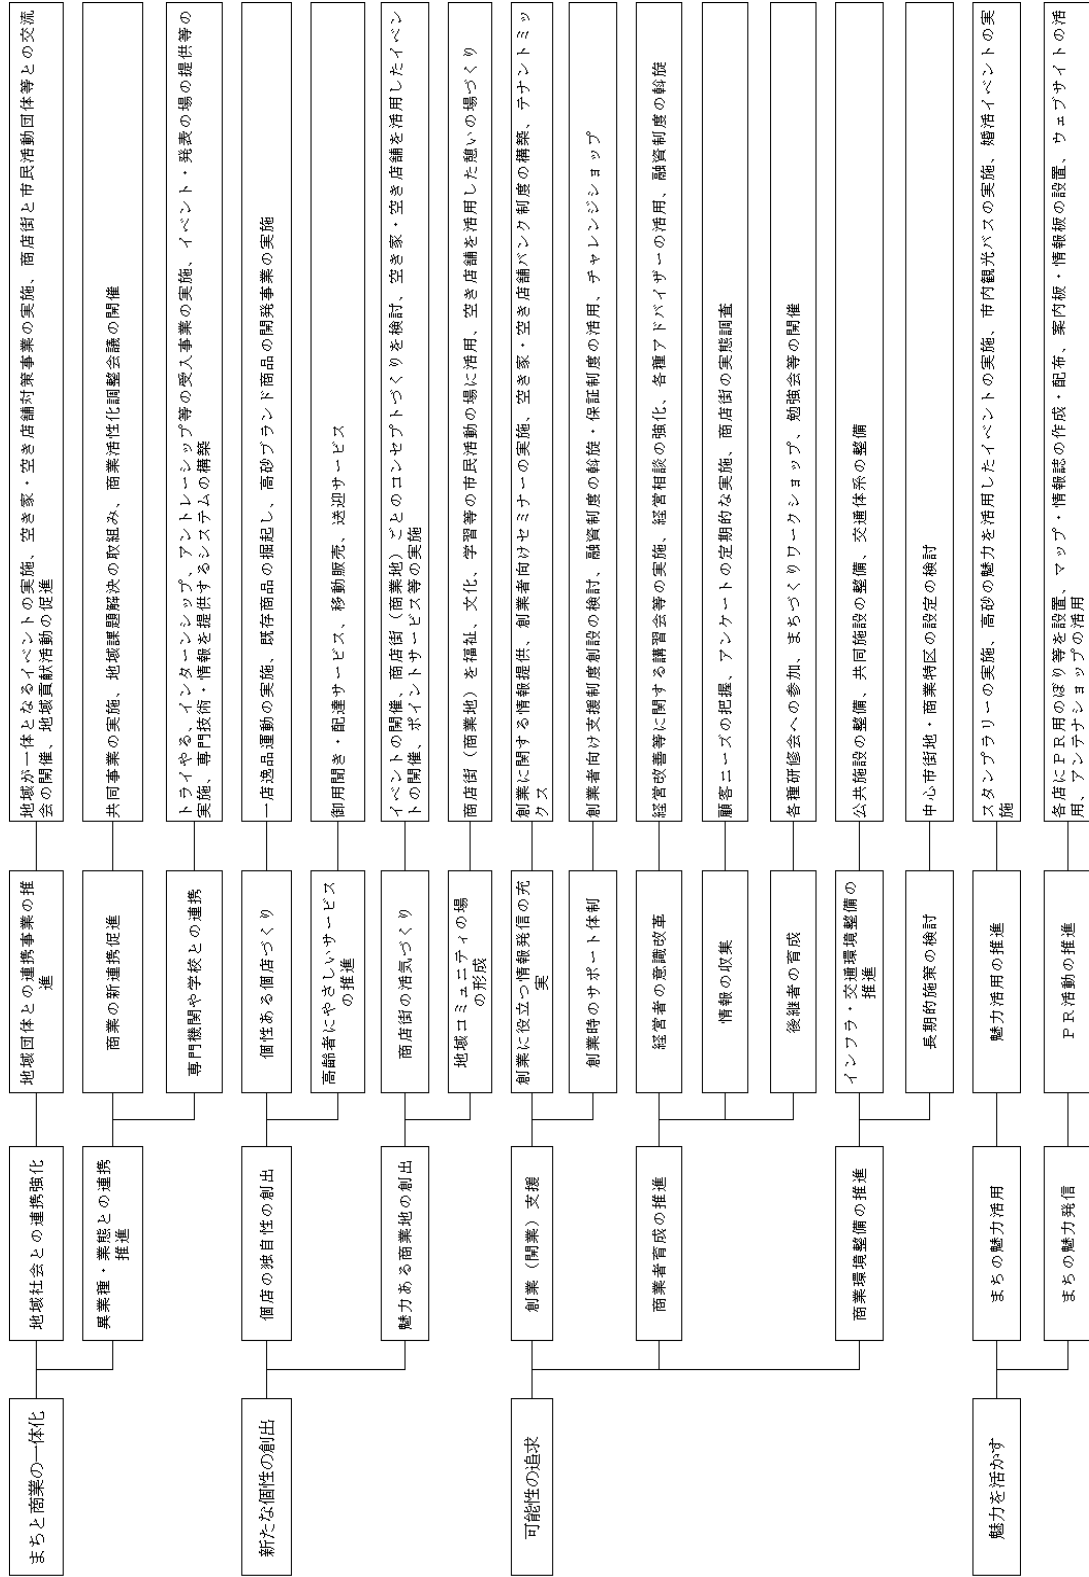 まちと商業の一体化
地域社会との連携強化
地域団体との連携事業の推
進
地域が一体となるイベントの実施、空き家・空き店舗対策事業の実施、商店街と市民活動団体等との交流
会の開催、地域貢献活動の促進
異業種・業態との連携
推進
商業の新連携促進
共同事業の実施、地域課題解決の取組み、商業活性化調整会議の開催
専門機関や学校との連携
トライやる、インターンシップ、アントレーシップ等の受入事業の実施、イベント・発表の場の提供等の
実施、専門技術・情報を提供するシステムの構築
新たな個性の創出
個店の独自性の創出
個性ある個店づくり
一店逸品運動の実施、既存商品の掘起し、高砂ブランド商品の開発事業の実施
高齢者にやさしいサービス
の推進
御用聞き・配達サービス、移動販売、送迎サービス
魅力ある商業地の創出
商店街の活気づくり
イベントの開催、商店街（商業地）ごとのコンセプトづくりを検討、空き家・空き店舗を活用したイベン
トの開催、ポイントサービス等の実施
地域コミュニティの場
の形成
商店街（商業地）を福祉、文化、学習等の市民活動の場に活用、空き店舗を活用した憩いの場づくり
可能性の追求
創業（開業）支援
創業に役立つ情報発信の充
実
創業に関する情報提供、創業者向けセミナーの実施、空き家・空き店舗バンク制度の構築、テナントミッ
クス
創業時のサポート体制
創業者向け支援制度創設の検討、融資制度の斡旋・保証制度の活用、チャレンジショップ
商業者育成の推進
経営者の意識改革
経営改善等に関する講習会等の実施、経営相談の強化、各種アドバイザーの活用、融資制度の斡旋
情報の収集
顧客ニーズの把握、アンケートの定期的な実施、商店街の実態調査
後継者の育成
各種研修会への参加、まちづくりワークショップ、勉強会等の開催
商業環境整備の推進
インフラ・交通環境整備の
推進
公共施設の整備、共同施設の整備、交通体系の整備
長期的施策の検討
中心市街地・商業特区の設定の検討
魅力を活かす
まちの魅力活用
魅力活用の推進
スタンプラリーの実施、高砂の魅力を活用したイベントの実施、市内観光バスの実施、婚活イベントの実
施
まちの魅力発信
ＰＲ活動の推進
各店にＰＲ用のぼり等を設置、マップ・情報誌の作成・配布、案内板・情報板の設置、ウェブサイトの活
用、アンテナショップの活用